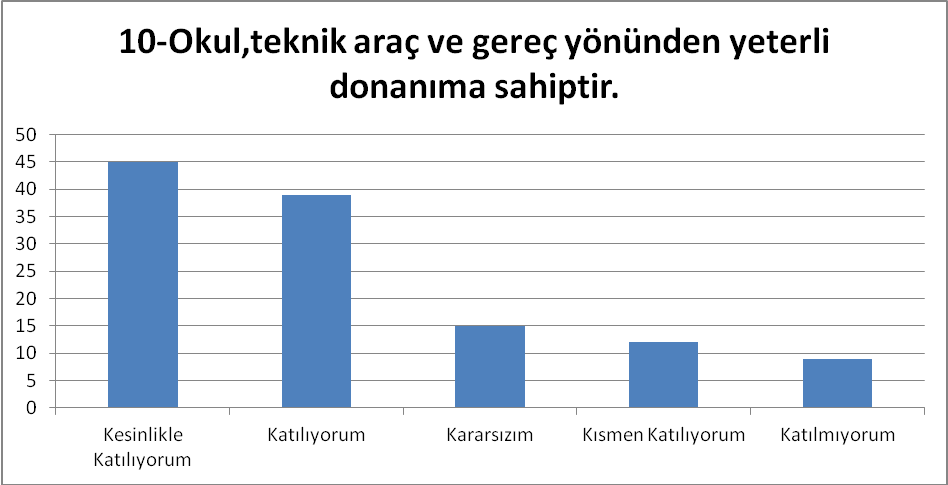 10-Okul,teknik araç ve gereç yönünden yeterli
donanıma sahiptir.
50
45
40
35
30
25
20
15
10
5
0
Kesinlikle
Katılıyorum
Katılıyorum
Kararsızım
Kısmen Katılıyorum
Katılmıyorum